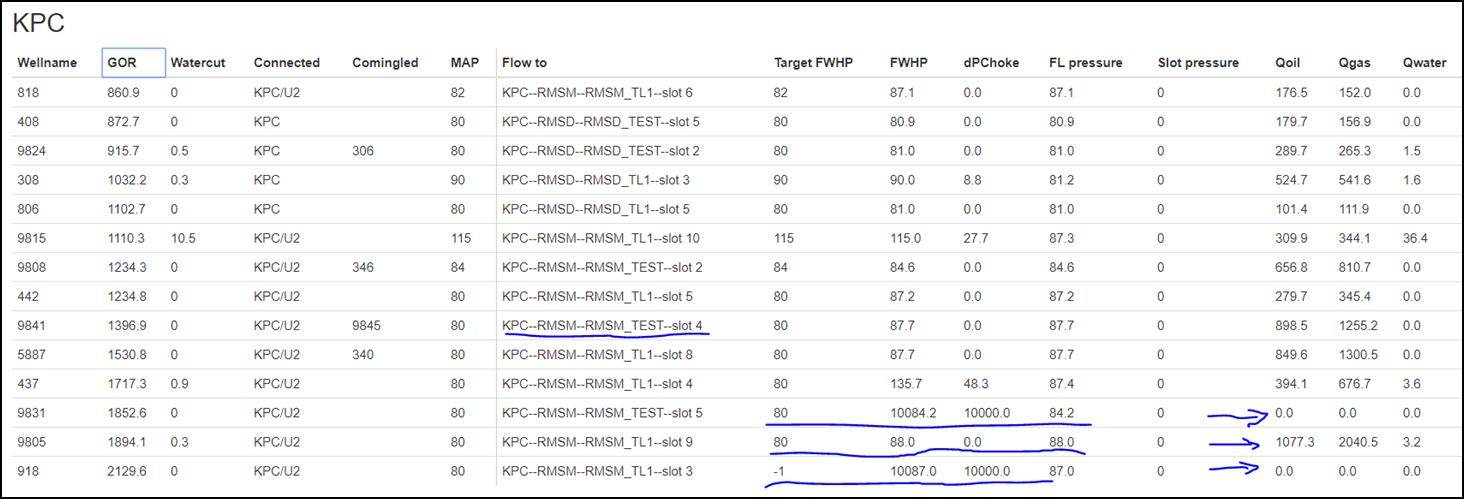 KPC
Wellname GOR Watercut Connected Comingled MAP Flow to Target FWHP FWHP dPChoke FL pressure Slot pressure Qoil Qgas Qwater
818 860.9 0 KPC/U2 82 KPC--RMSM--RMSM_TL1--slot 6 82 87.1 0.0 87.1 0 176.5 152.0 0.0
408 872.7 0 KPC 80 KPC--RMSD--RMSD_TEST--slot 5 80 80.9 0.0 80.9 0 179.7 156.9 0.0
9824 915.7 0.5 KPC 306 80 KPC--RMSD--RMSD_TEST--slot 2 80 81.0 0.0 81.0 0 289.7 265.3 1.5
308 1032.2 0.3 KPC 90 KPC--RMSD--RMSD_TL1--slot 3 90 90.0 8.8 81.2 0 524.7 541.6 1.6
806 1102.7 0 KPC 80 KPC--RMSD--RMSD_TL1--slot 5 80 81.0 0.0 81.0 0 101.4 111.9 0.0
9815 1110.3 10.5 KPC/U2 115 KPC--RMSM--RMSM_TL1--slot 10 115 115.0 27.7 87.3 0 309.9 344.1 36.4
9808 1234.3 0 KPC/U2 346 84 KPC--RMSM--RMSM_TEST--slot 2 84 84.6 0.0 84.6 0 656.8 810.7 0.0
442 1234.8 0 KPC/U2 80 KPC--RMSM--RMSM_TL1--slot 5 80 87.2 0.0 87.2 0 279.7 345.4 0.0
9841 1396.9 0 KPC/U2 9845 80 KPC--RMSM--RMSM_TEST--slot 4 80 87.7 0.0 87.7 0 898.5 1255.2 0.0
5887 1530.8 0 KPC/U2 340 80 KPC--RMSM--RMSM_TL1--slot 8 80 87.7 0.0 87.7 0 849.6 1300.5 0.0
437 1717.3 0.9 KPC/U2 80 KPC--RMSM--RMSM_TL1--slot 4 80 135.7 48.3 87.4 0 394.1 676.7 3.6
9831 1852.6 0 KPC/U2 80 KPC--RMSM--RMSM_TEST--slot 5 80 10084.2 10000.0 84.2 0 0.0 0.0 0.0
9805 1894.1 0.3 KPC/U2 80 KPC--RMSM--RMSM_TL1--slot 9 80 88.0 0.0 88.0 0 1077.3 2040.5 3.2
918 2129.6 0 KPC/U2 80 KPC--RMSM--RMSM_TL1--slot 3 -1 10087.0 10000.0 87.0 0 0.0 0.0 0.0